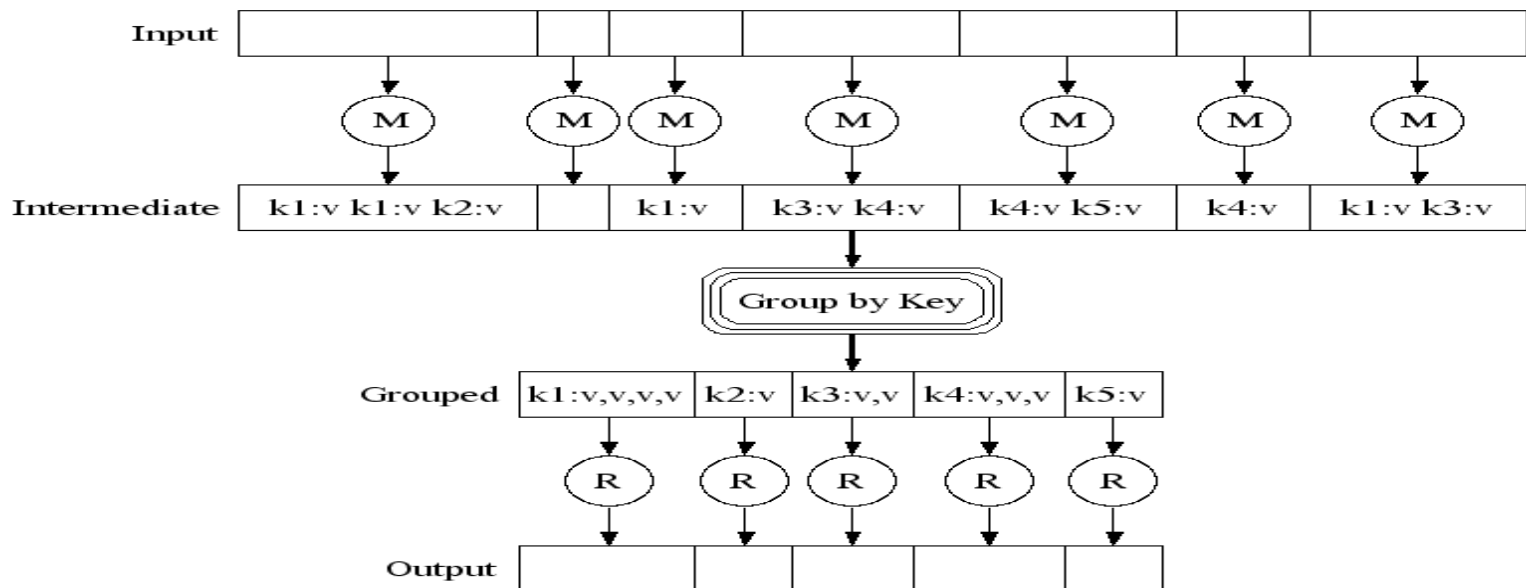 Input
M M M M M M M
Intermediate k1:v k1:v k2:v k1:v k3:v k4:v k4:v k5:v k4:v k1:v k3:v
Group by Key
Grouped k1:v,v,v,v k2:v k3:v,v k4:v,v,v k5:v
R R R R R
Output